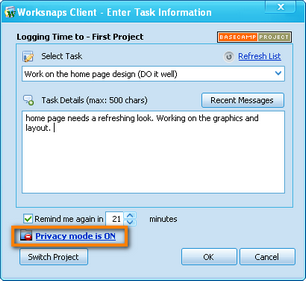 Worksnaps Client - Enter Task Information
Logging Time to - First Project
BASECAMP PROJECT
Select Task
Refresh List
Work on the home page design (DO it well)
Task Details (max: 500 chars)
Recent Messages
home page needs a refreshing look. Working on the graphics and
layout.
Remind me again in 21 minutes
Privacy mode is ON
Switch Project
OK
Cancel